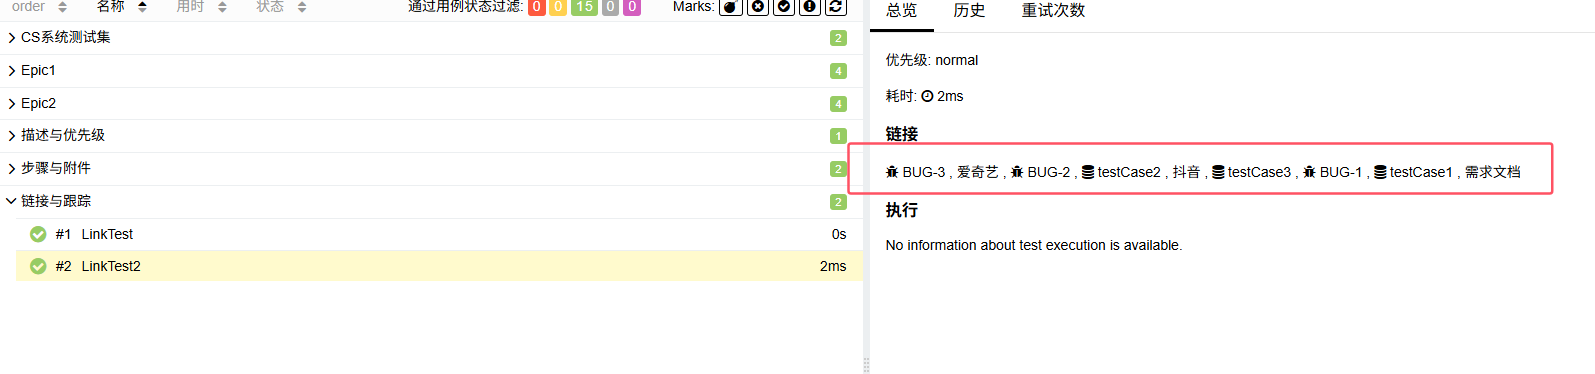 order 名称 用时 状态 通过用例状态过滤: 0 0 15 0 0 Marks:
CS系统测试集 2
Epic1 4
Epic2 4
描述与优先级 1
步骤与附件 2
链接与跟踪 2
#1 LinkTest 0s
#2 LinkTest2 2ms
总览 历史 重试次数
优先级: normal
耗时: 2ms
链接
BUG-3 , 爱奇艺 , BUG-2 , testCase2 , 抖音 , testCase3 , BUG-1 , testCase1 , 需求文档
执行
No information about test execution is available.